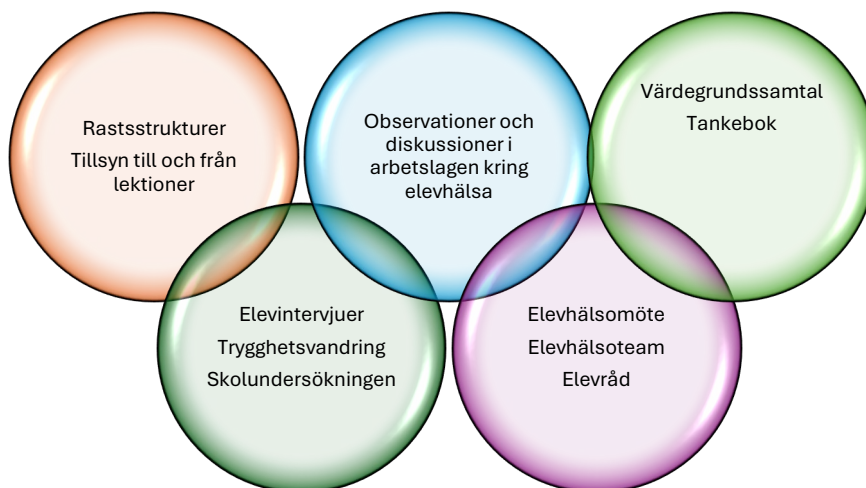 Rastsstrukturer
Tillsyn till och från
lektioner
Observationer och
diskussioner i
arbetslagen kring
elevhälsa
Värdegrundssamtal
Tankebok
Elevintervjuer
Trygghetsvandring
Skolundersökningen
Elevhälsomöte
Elevhälsoteam
Elevråd